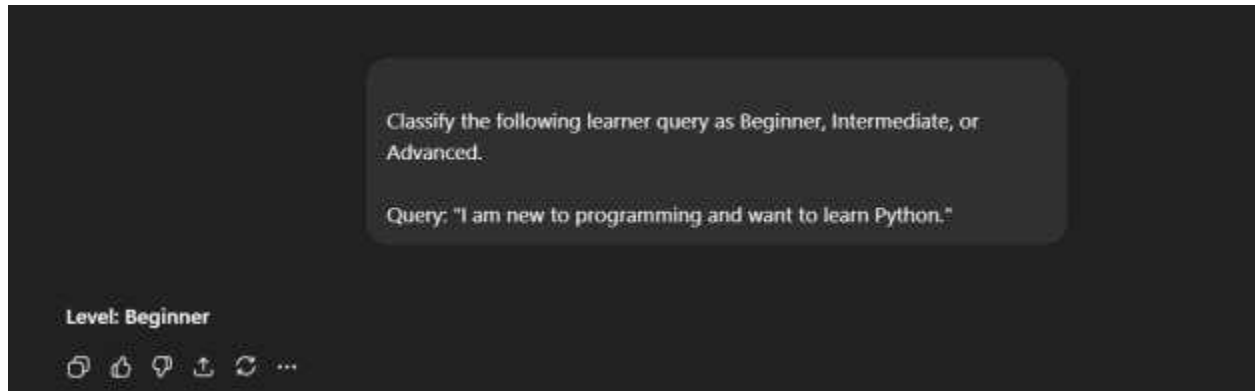 Classify the following learner query as Beginner, Intermediate, or
Advanced.
Query: "I am new to programming and want to learn Python."
Level: Beginner